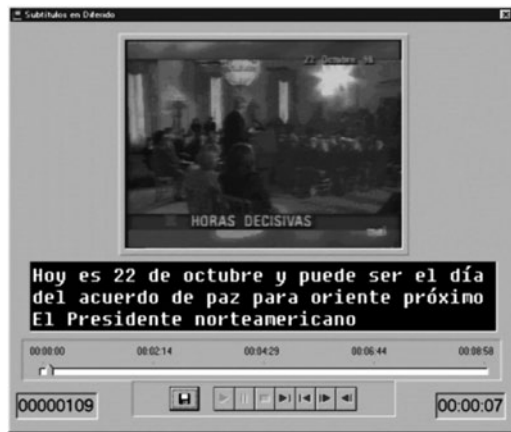 Subtítulos en Diferido
22 Octubre 98
HORAS DECISIVAS
Hoy es 22 de octubre y puede ser el día
del acuerdo de paz para oriente próximo
El Presidente norteamericano
00:00:00 00:02:14 00:04:29 00:06:44 00:08:58
00000109 00:00:07